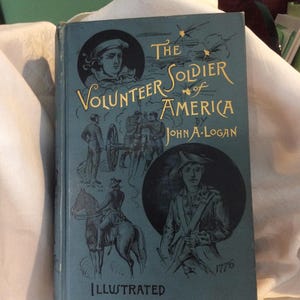 THE
VOLUNTEER SOLDIER
of
AMERICA
BY
JOHN A. LOGAN
1776
ILLUSTRATED